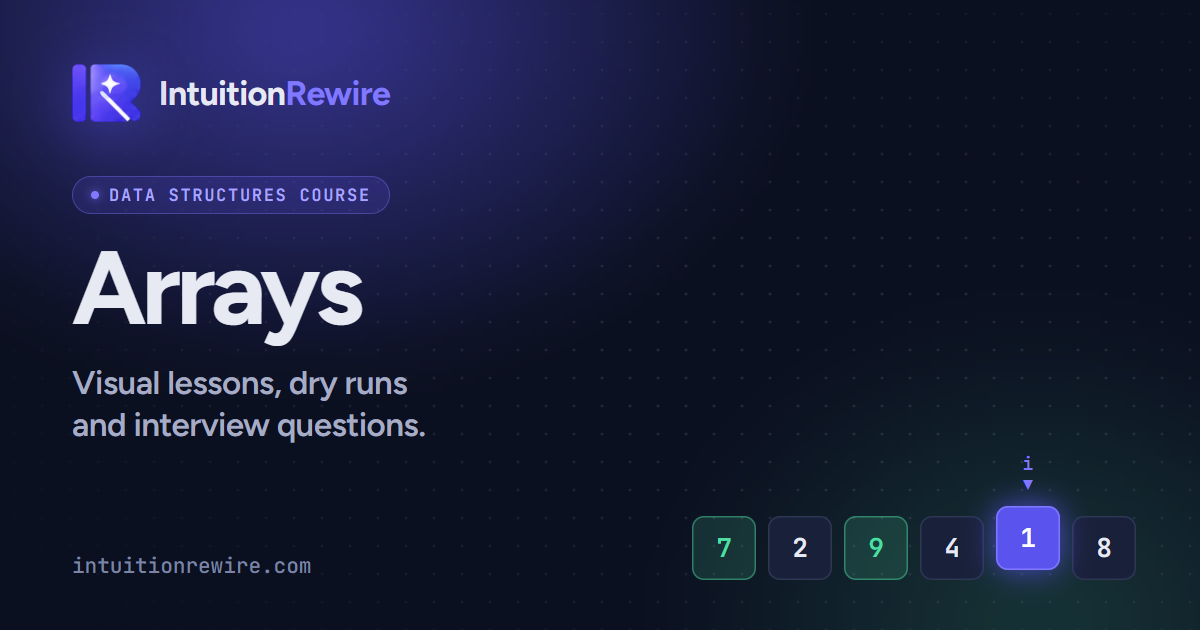 IntuitionRewire
DATA STRUCTURES COURSE
Arrays
Visual lessons, dry runs
and interview questions.
i
7 2 9 4 1 8
intuitionrewire.com